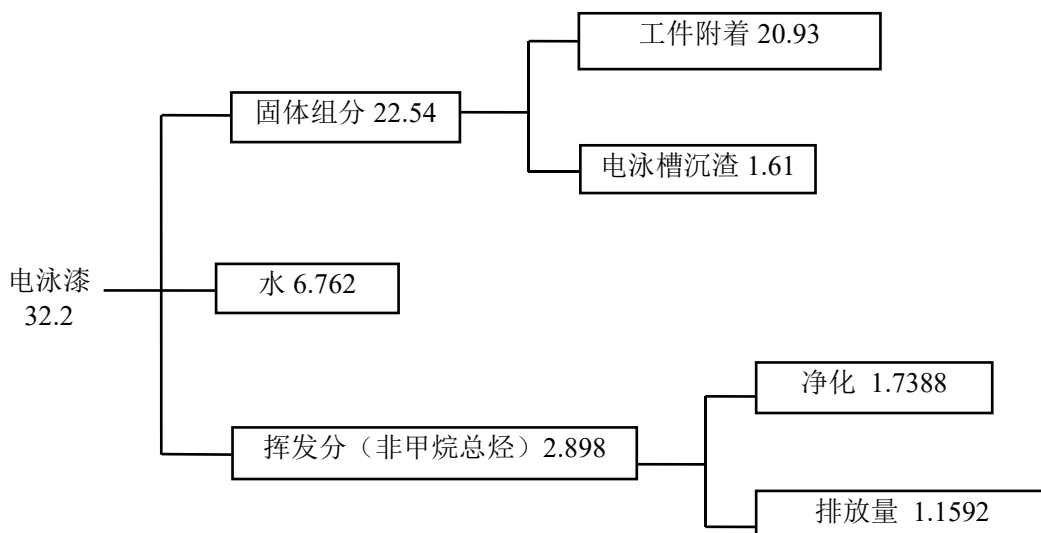 工件附着 20.93
固体组分 22.54
电泳槽沉渣 1.61
电泳漆
32.2
水 6.762
净化 1.7388
挥发分（非甲烷总烃）2.898
排放量 1.1592